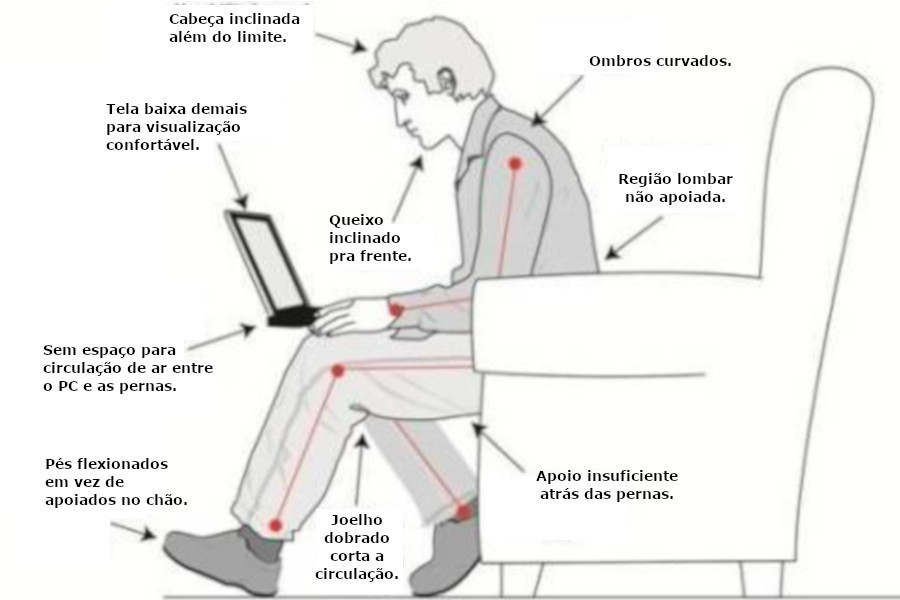 Cabeça inclinada
além do limite.
Ombros curvados.
Tela baixa demais
para visualização
confortável.
Região lombar
não apoiada.
Queixo
inclinado
pra frente.
Sem espaço para
circulação de ar entre
o PC e as pernas.
Pés flexionados
em vez de
apoiados no chão.
Apoio insuficiente
atrás das pernas.
Joelho
dobrado
corta a
circulação.